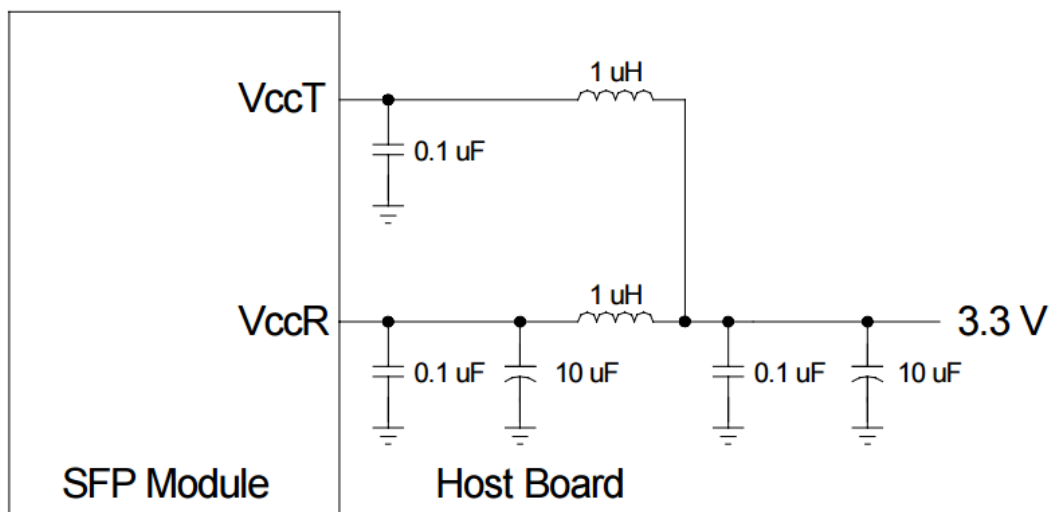 1 uH
VccT
0.1 uF
1 uH
VccR
3.3 V
0.1 uF
10 uF
0.1 uF
10 uF
SFP Module
Host Board